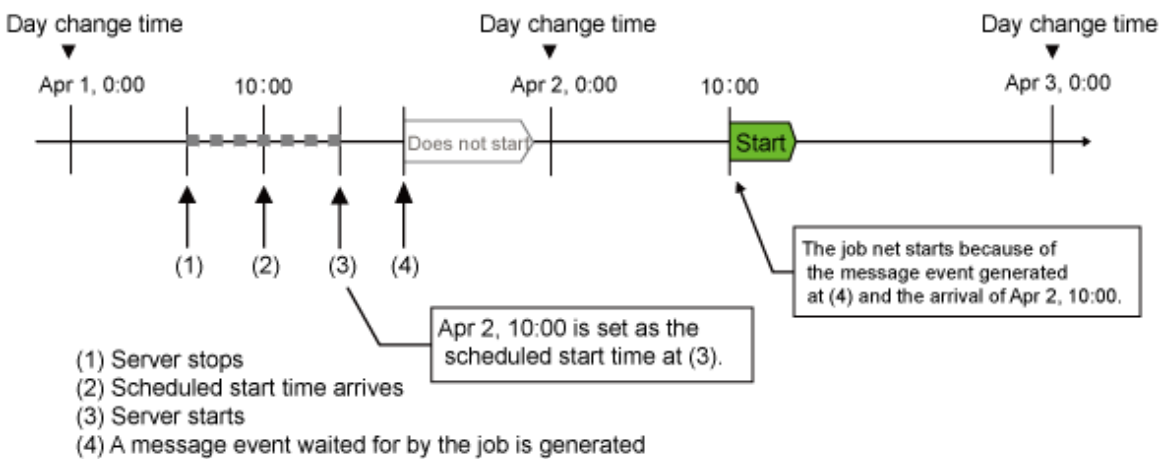 Day change time Day change time Day change time
Apr 1, 0:00 10:00 Apr 2, 0:00 10:00 Apr 3, 0:00
Does not start Start
(1) (2) (3) (4)
The job net starts because of
the message event generated
at (4) and the arrival of Apr 2, 10:00.
Apr 2, 10:00 is set as the
scheduled start time at (3).
(1) Server stops
(2) Scheduled start time arrives
(3) Server starts
(4) A message event waited for by the job is generated